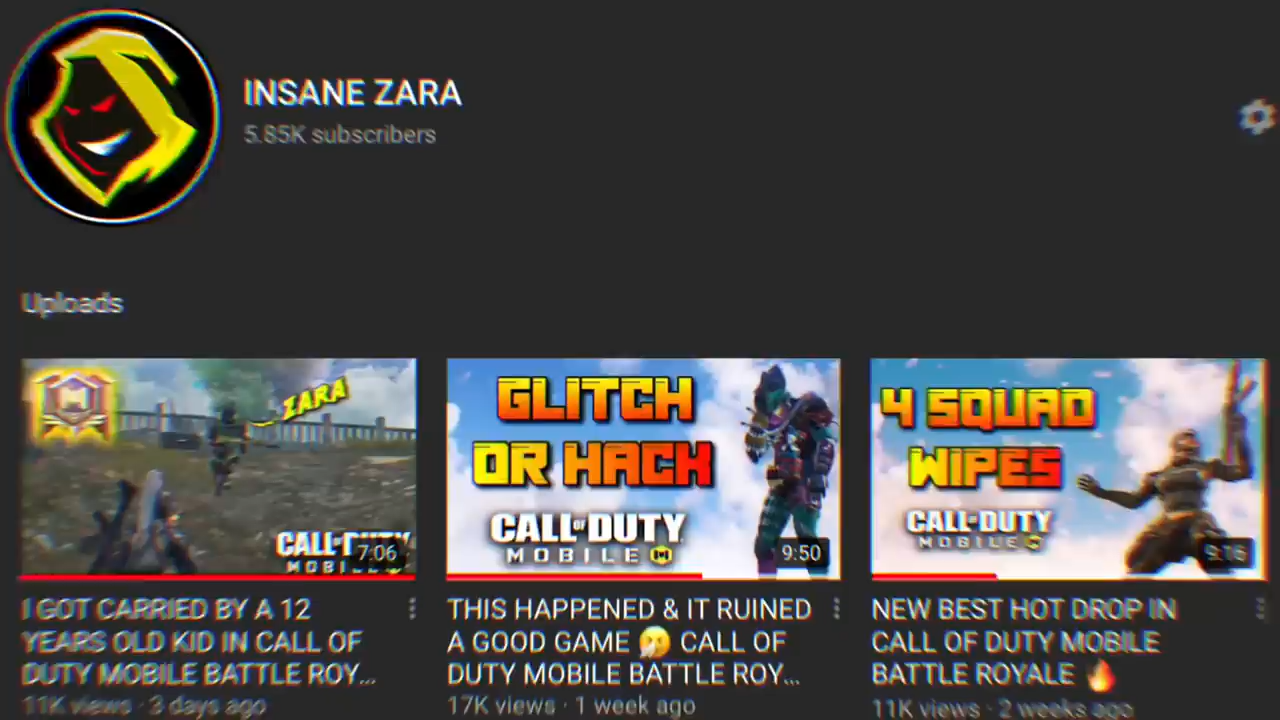 INSANE ZARA
5.85K subscribers
Uploads
ZARA
CALL OF DUTY
MOBILE
7:06
GLITCH
OR HACK
CALL OF DUTY
MOBILE
9:50
4 SQUAD
WIPES
CALL OF DUTY
MOBILE
9:16
I GOT CARRIED BY A 12
YEARS OLD KID IN CALL OF
DUTY MOBILE BATTLE ROY...
11K views · 3 days ago
THIS HAPPENED & IT RUINED
A GOOD GAME 🤧 CALL OF
DUTY MOBILE BATTLE ROY...
17K views · 1 week ago
NEW BEST HOT DROP IN
CALL OF DUTY MOBILE
BATTLE ROYALE 🔥
11K views · 2 weeks ago